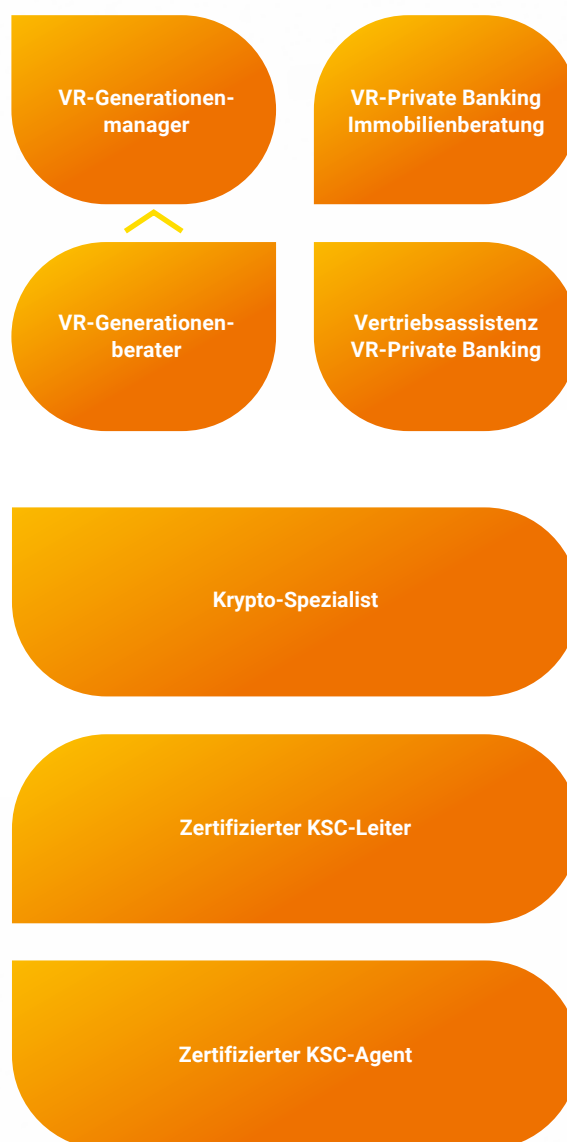 VR-Generationen-
manager
VR-Private Banking
Immobilienberatung
VR-Generationen-
berater
Vertriebsassistenz
VR-Private Banking
Krypto-Spezialist
Zertifizierter KSC-Leiter
Zertifizierter KSC-Agent